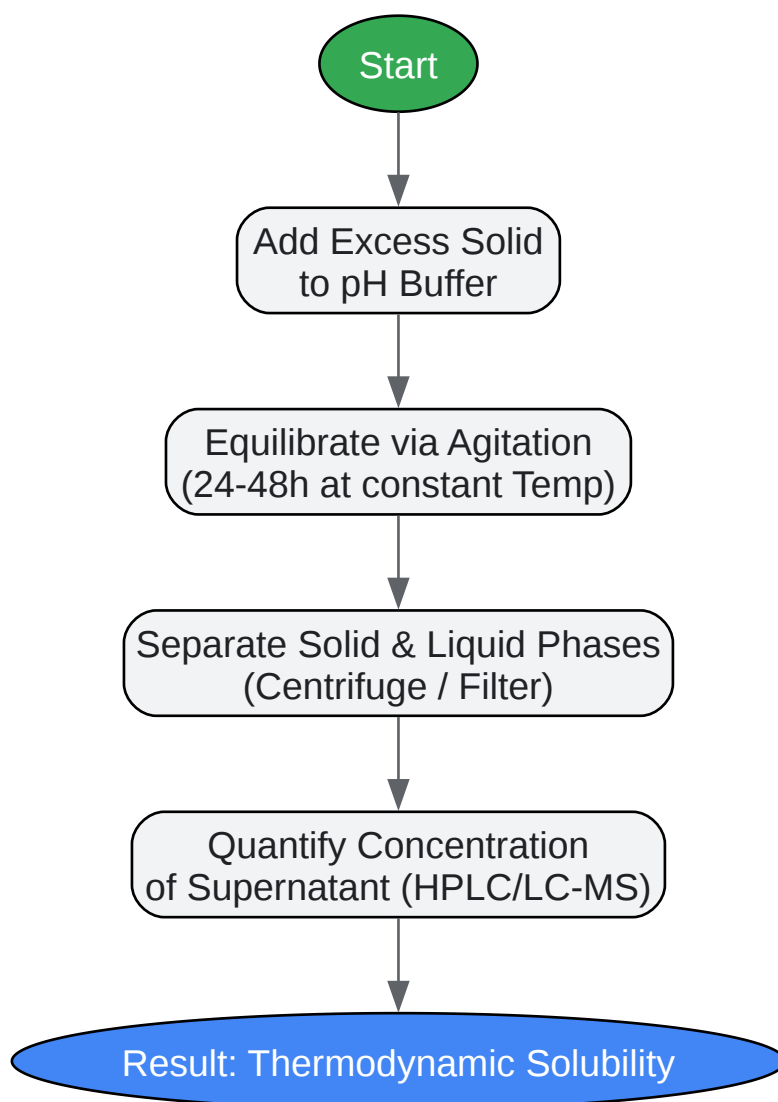 Start
Add Excess Solid
to pH Buffer
Equilibrate via Agitation
(24-48h at constant Temp)
Separate Solid & Liquid Phases
(Centrifuge / Filter)
Quantify Concentration
of Supernatant (HPLC/LC-MS)
Result: Thermodynamic Solubility